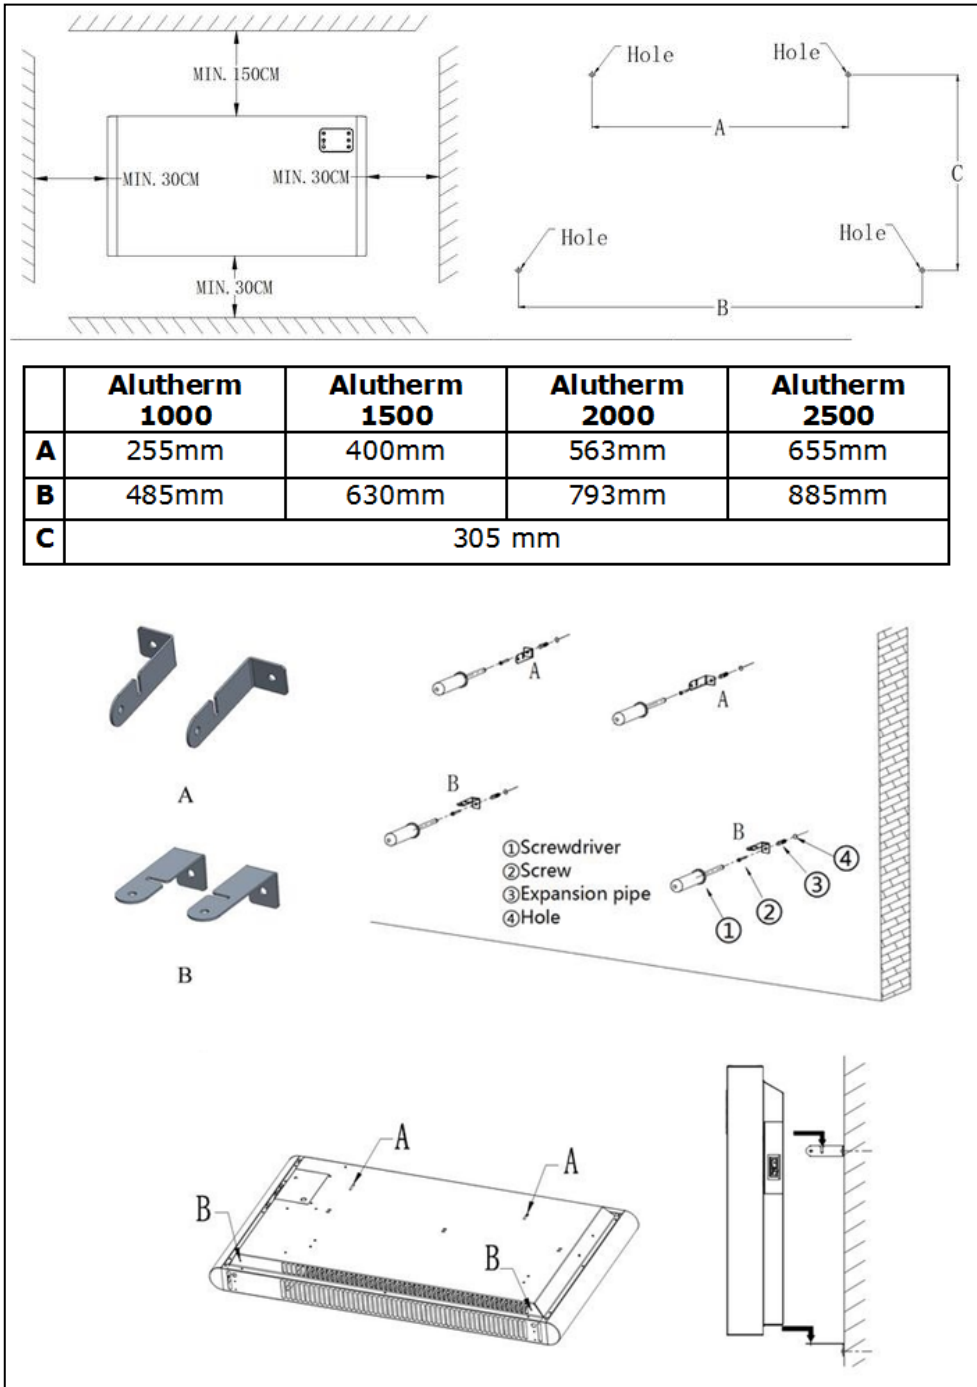 MIN. 150CM
MIN. 30CM
MIN. 30CM
MIN. 30CM
Hole
Hole
A
C
Hole
Hole
B
Alutherm 1000
Alutherm 1500
Alutherm 2000
Alutherm 2500
A 255mm 400mm 563mm 655mm
B 485mm 630mm 793mm 885mm
C 305 mm
A
B
A
A
B
B
①Screwdriver
②Screw
③Expansion pipe
④Hole
①
②
③
④
A
A
B
B